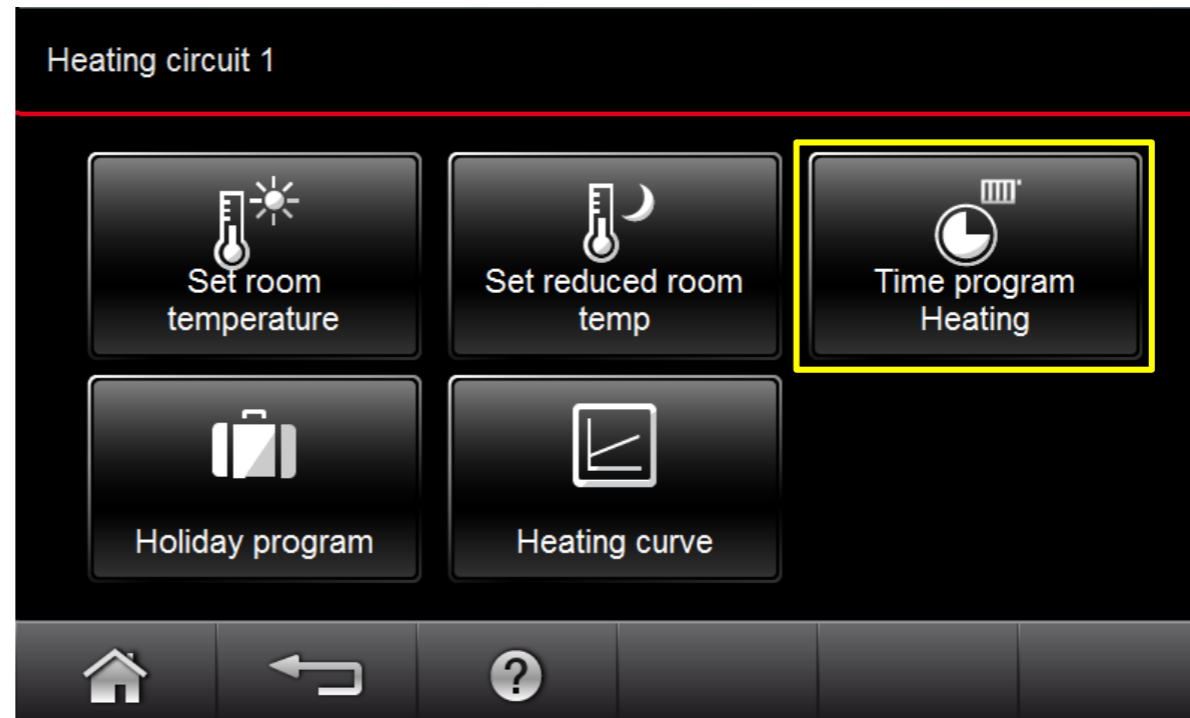 Heating circuit 1
Set room
temperature
Set reduced room
temp
Time program
Heating
Holiday program
Heating curve
?